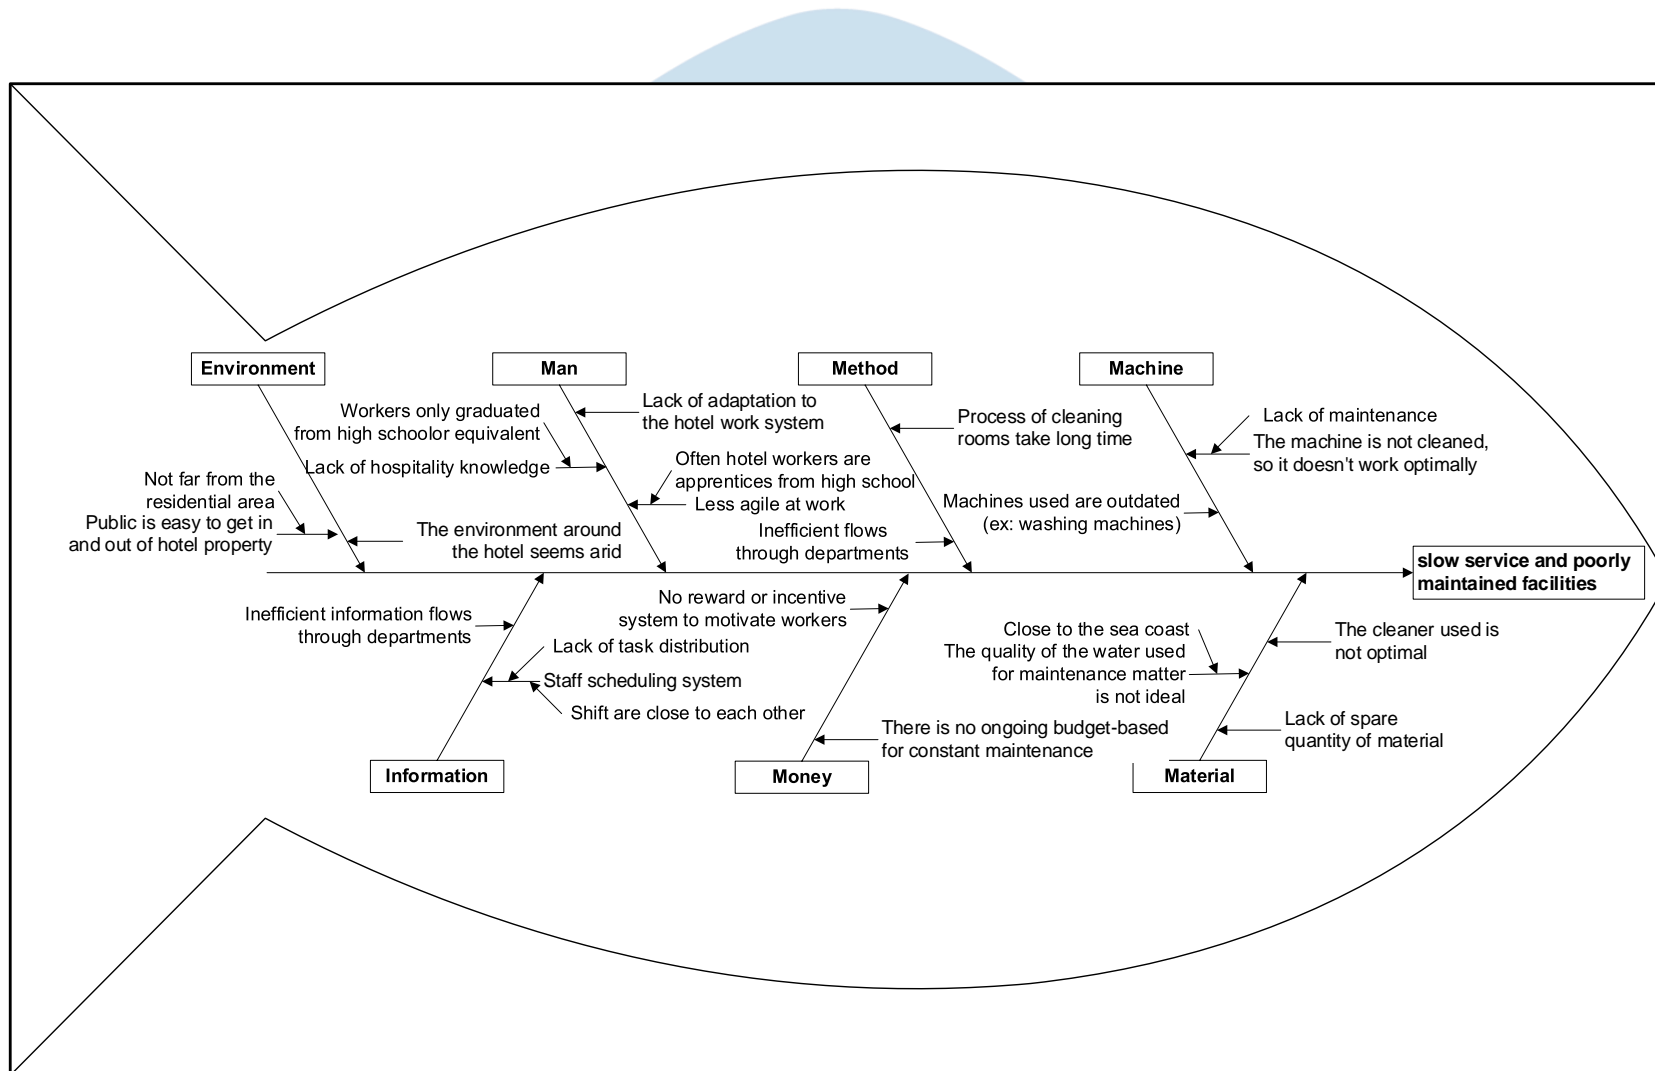 Environment
Man
Method
Machine
Workers only graduated
from high schoolor equivalent
Lack of hospitality knowledge
Lack of adaptation to
the hotel work system
Often hotel workers are
apprentices from high school
Less agile at work
Process of cleaning
rooms take long time
Inefficient flows
through departments
Lack of maintenance
The machine is not cleaned,
so it doesn't work optimally
Machines used are outdated
(ex: washing machines)
Not far from the
residential area
Public is easy to get in
and out of hotel property
The environment around
the hotel seems arid
slow service and poorly
maintained facilities
Inefficient information flows
through departments
Lack of task distribution
Staff scheduling system
Shift are close to each other
No reward or incentive
system to motivate workers
There is no ongoing budget-based
for constant maintenance
Close to the sea coast
The quality of the water used
for maintenance matter
is not ideal
The cleaner used is
not optimal
Lack of spare
quantity of material
Information
Money
Material